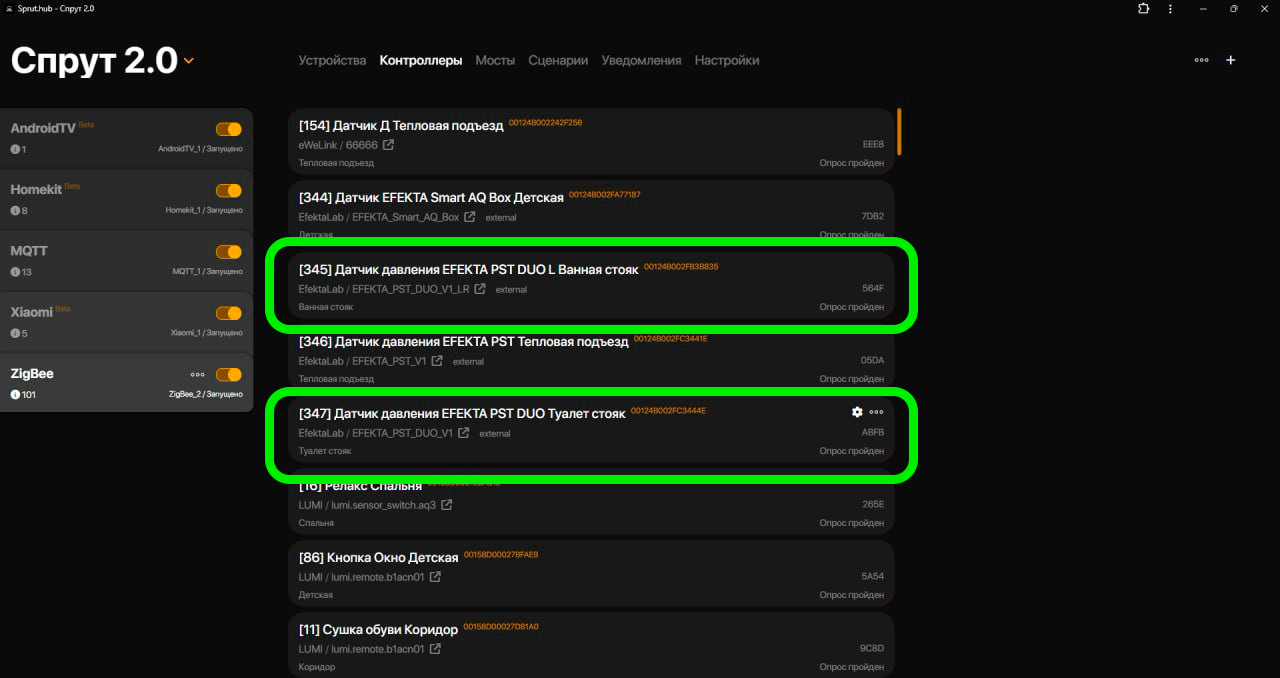 Sprut.hub - Спрут 2.0
Спрут 2.0
Устройства Контроллеры Мосты Сценарии Уведомления Настройки
AndroidTV Beta
1 AndroidTV_1 / Запущено
Homekit Beta
8 Homekit_1 / Запущено
MQTT
13 MQTT_1 / Запущено
Xiaomi Beta
5 Xiaomi_1 / Запущено
ZigBee
101 ZigBee_2 / Запущено
[154] Датчик Д Тепловая подъезд 00124B002242F256
eWeLink / 66666 EEE8
Тепловая подъезд Опрос пройден
[344] Датчик EFEKTA Smart AQ Box Детская 00124B002FA77187
EfektaLab / EFEKTA_Smart_AQ_Box external 7DB2
Детская Опрос пройден
[345] Датчик давления EFEKTA PST DUO L Ванная стояк 00124B002FB3B835
EfektaLab / EFEKTA_PST_DUO_V1_LR external 564F
Ванная стояк Опрос пройден
[346] Датчик давления EFEKTA PST Тепловая подъезд 00124B002FC3441E
EfektaLab / EFEKTA_PST_V1 external 05DA
Тепловая подъезд Опрос пройден
[347] Датчик давления EFEKTA PST DUO Туалет стояк 00124B002FC3444E
EfektaLab / EFEKTA_PST_DUO_V1 external ABFB
Туалет стояк Опрос пройден
[16] Релакс Спальня
LUMI / lumi.sensor_switch.aq3 265E
Спальня Опрос пройден
[86] Кнопка Окно Детская 00158D00027BFAE9
LUMI / lumi.remote.b1acn01 5A54
Детская Опрос пройден
[11] Сушка обуви Коридор 00158D00027D81A0
LUMI / lumi.remote.b1acn01 9C8D
Коридор Опрос пройден